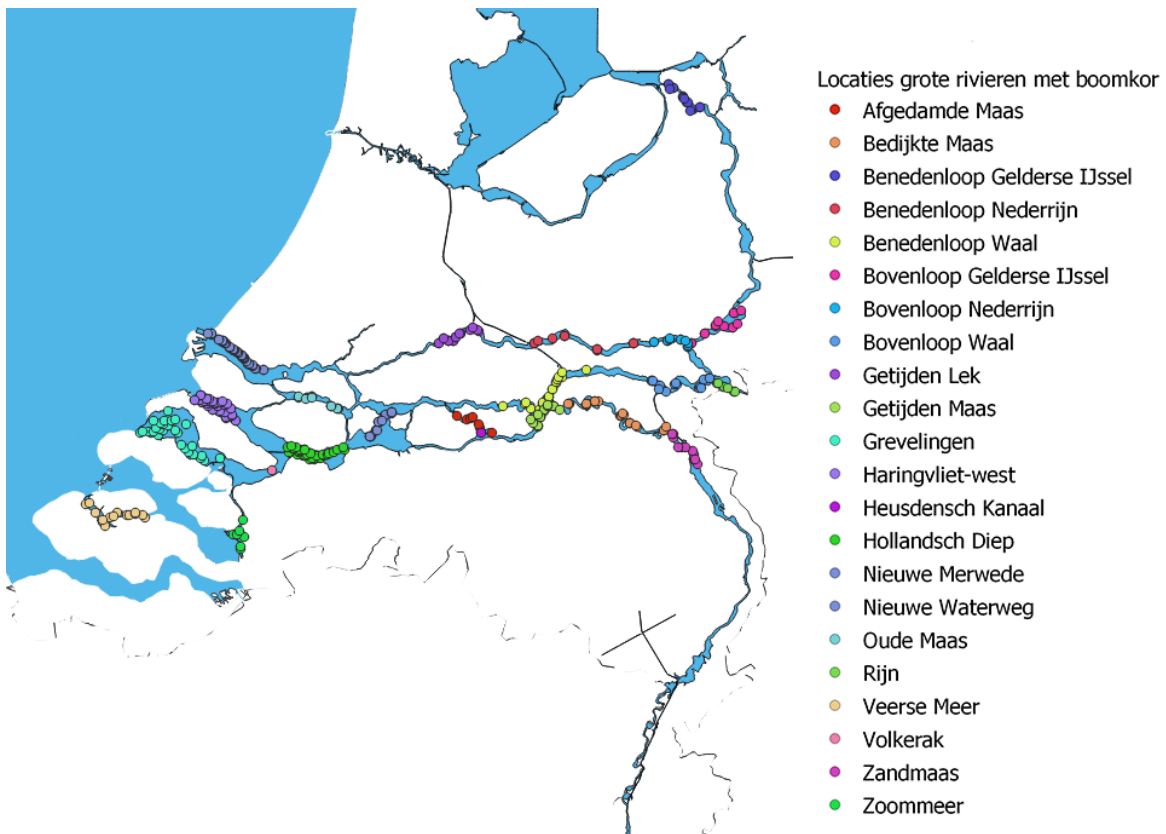 Locaties grote rivieren met boomkor
Afgedamde Maas
Bedijkte Maas
Benedenloop Gelderse IJssel
Benedenloop Nederrijn
Benedenloop Waal
Bovenloop Gelderse IJssel
Bovenloop Nederrijn
Bovenloop Waal
Getijden Lek
Getijden Maas
Grevelingen
Haringvliet-west
Heusdensch Kanaal
Hollandsch Diep
Nieuwe Merwede
Nieuwe Waterweg
Oude Maas
Rijn
Veerse Meer
Volkerak
Zandmaas
Zoommeer